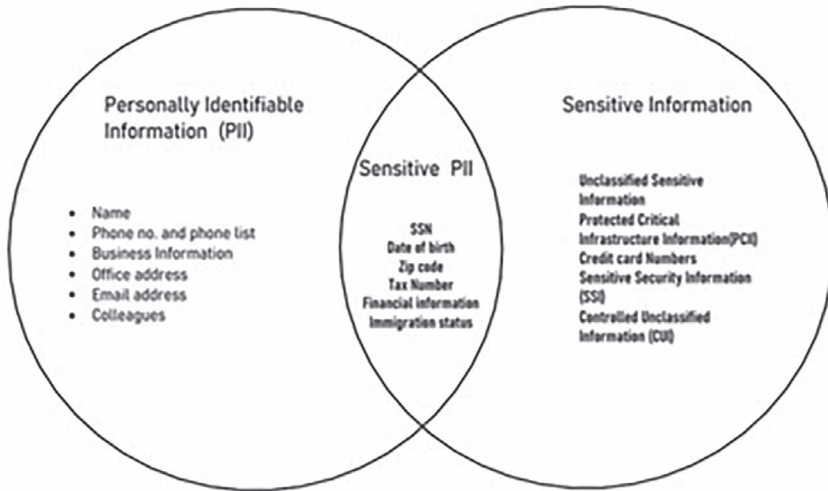 Personally Identifiable
Information (PII)
• Name
• Phone no. and phone list
• Business Information
• Office address
• Email address
• Colleagues
Sensitive PII
SSN
Date of birth
Zip code
Tax Number
Financial information
Immigration status
Sensitive Information
Unclassified Sensitive
Information
Protected Critical
Infrastructure Information(PCII)
Credit card Numbers
Sensitive Security Information
(SSI)
Controlled Unclassified
Information (CUI)